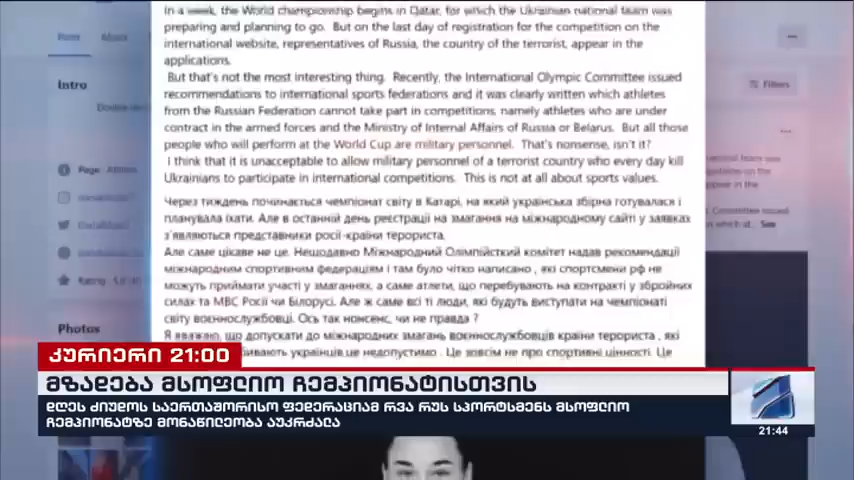 In a week, the World championship begins in Qatar, for which the Ukrainian national team was
preparing and planning to go. But on the last day of registration for the competition on the
international website, representatives of Russia, the country of the terrorist, appear in the
applications.
But that's not the most interesting thing. Recently, the International Olympic Committee issued
recommendations to international sports federations and it was clearly written which athletes
from the Russian Federation cannot take part in competitions, namely athletes who are under
contract in the armed forces and the Ministry of Internal Affairs of Russia or Belarus. But all those
people who will perform at the World Cup are military personnel. That's nonsense, isn't it?
I think that it is unacceptable to allow military personnel of a terrorist country who every day kill
Ukrainians to participate in international competitions. This is not at all about sports values.
Через тиждень починається чемпіонат світу в Катарі, на який українська збірна готувалася і
планувала їхати. Але в останній день реєстрації на змагання на міжнародному сайті у заявках
з'являються представники росії-країни терориста.
Але саме цікаве не це. Нещодавно Міжнародний Олімпійсткий комітет надав рекомендації
міжнародним спортивним федераціям і там було чітко написано , які спортсмени рф не
можуть приймати участі у змаганнях, а саме атлети, що перебувають на контракті у збройних
силах та МВС Росії чи Білорусі. Але ж саме всі ті люди, які будуть виступати на чемпіонаті
світу воєннослужбовці. Ось так нонсенс, чи не правда ?
Я вважаю, що допускати до міжнародних змагань воєннослужбовців країни терориста , які
вбивають українців це недопустимо . Це зовсім не про спортивні цінності. Це
Post
About
Intro
Page
Rating
Photos
Filters
See
კურიერი 21:00
მზადება მსოფლიო ჩემპიონატისთვის
დღეს ძიუდოს საერთაშორისო ფედერაციამ რვა რუს სპორტსმენს მსოფლიო
ჩემპიონატზე მონაწილეობა აუკრძალა
21:44